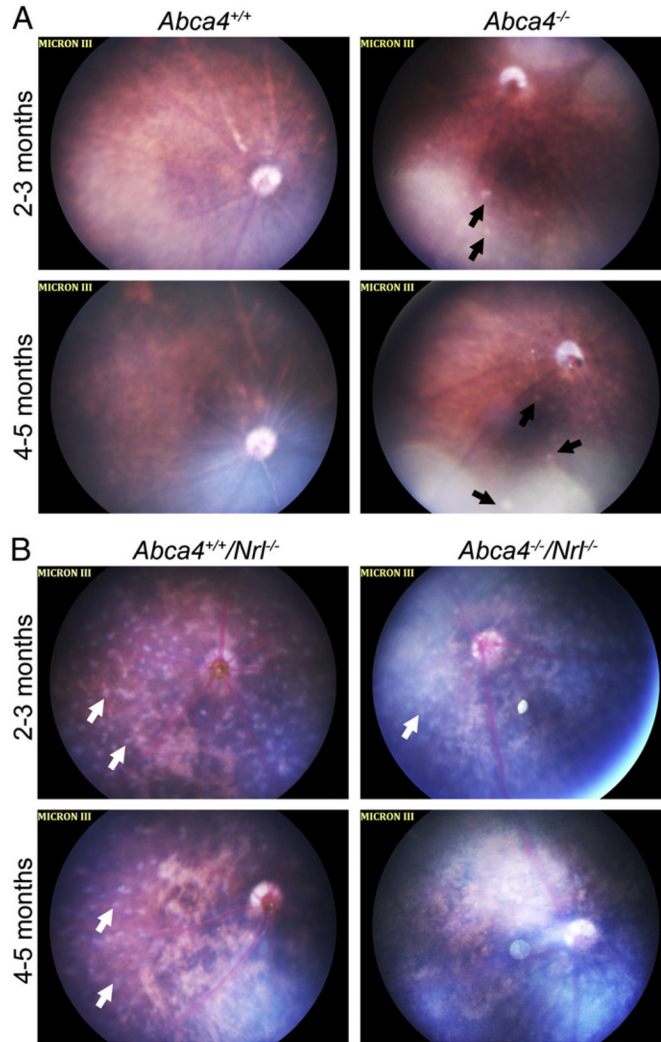 A
Abca4+/+
Abca4-/-
2-3 months
MICRON III
MICRON III
4-5 months
MICRON III
MICRON III
B
Abca4+/+/Nrl-/-
Abca4-/-/Nrl-/-
2-3 months
MICRON III
MICRON III
4-5 months
MICRON III
MICRON III